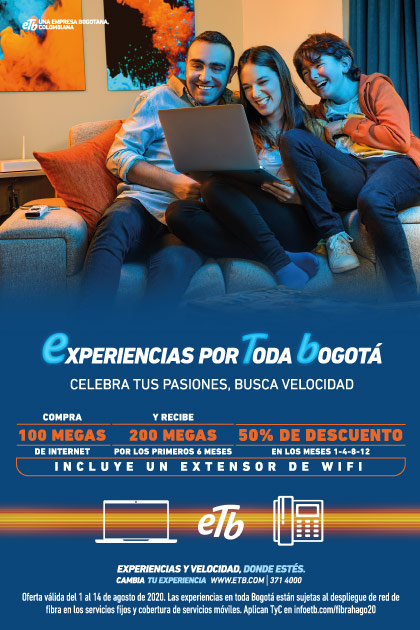 eTb UNA EMPRESA BOGOTANA.
COLOMBIANA
eXPERIENCIAS POR TODA bOGOTÁ
CELEBRA TUS PASIONES, BUSCA VELOCIDAD
COMPRA Y RECIBE
100 MEGAS 200 MEGAS 50% DE DESCUENTO
DE INTERNET POR LOS PRIMEROS 6 MESES EN LOS MESES 1-4-8-12
INCLUYE UN EXTENSOR DE WIFI
eTb
EXPERIENCIAS Y VELOCIDAD, DONDE ESTÉS.
CAMBIA TU EXPERIENCIA WWW.ETB.COM | 371 4000
Oferta válida del 1 al 14 de agosto de 2020. Las experiencias en toda Bogotá están sujetas al despliegue de red de
fibra en los servicios fijos y cobertura de servicios móviles. Aplican TyC en infoetb.com/fibrahago20